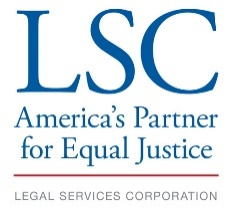 LSC
America's Partner
for Equal Justice
LEGAL SERVICES CORPORATION